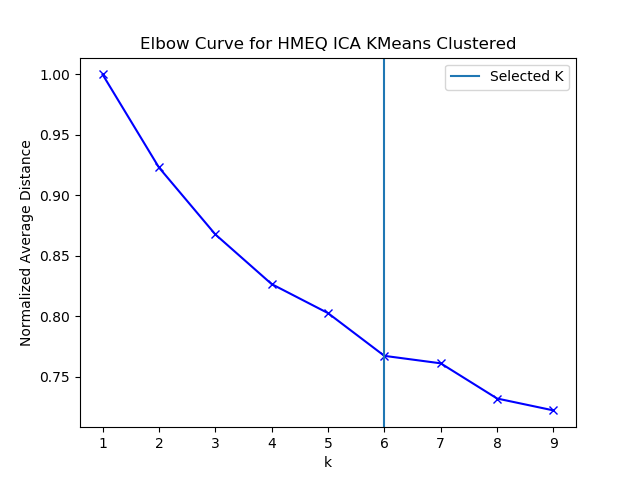 Elbow Curve for HMEQ ICA KMeans Clustered
Selected K
Normalized Average Distance
1.00
0.95
0.90
0.85
0.80
0.75
1 2 3 4 5 6 7 8 9
k